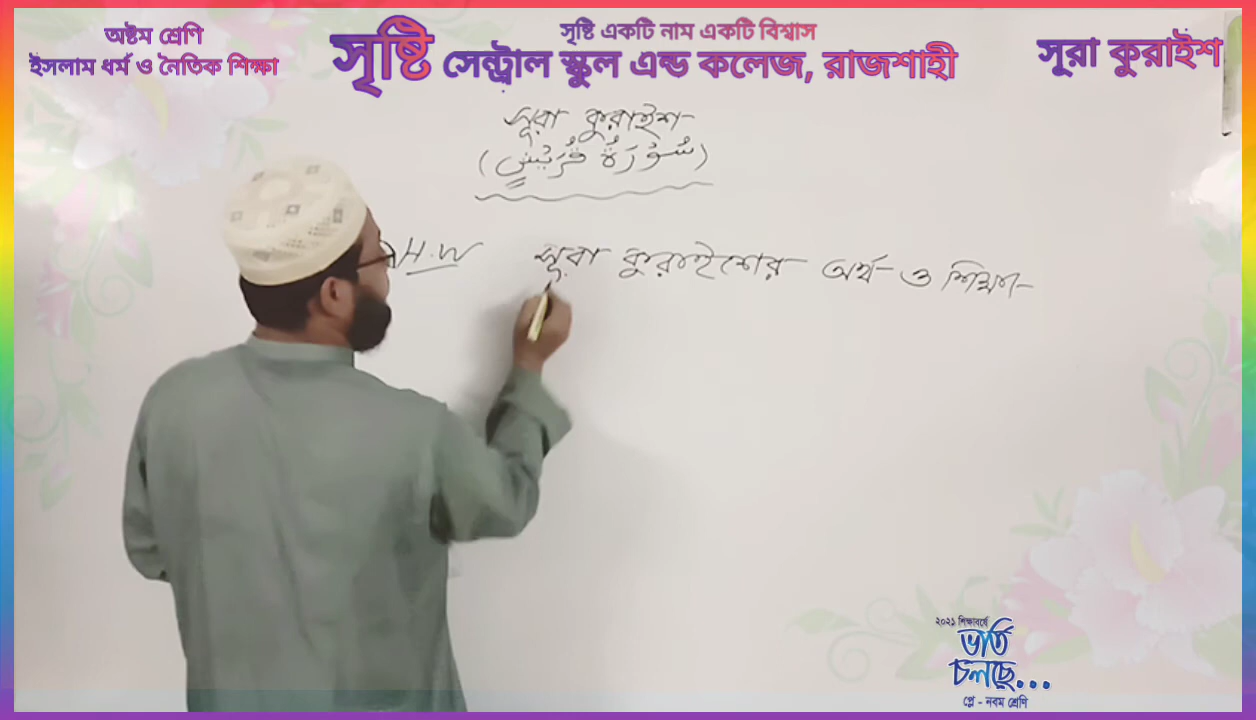 অষ্টম শ্রেণি
ইসলাম ধর্ম ও নৈতিক শিক্ষা
সৃষ্টি একটি নাম একটি বিশ্বাস
সৃষ্টি সেন্ট্রাল স্কুল এন্ড কলেজ, রাজশাহী
সূরা কুরাইশ
সূরা কুরাইশ
(سُوْرَةُ قُرَيْشٍ)
H.W সূরা কুরাইশের অর্থ ও শিক্ষা
২০২১ শিক্ষাবর্ষে
ভর্তি
চলছে...
প্লে - নবম শ্রেণি